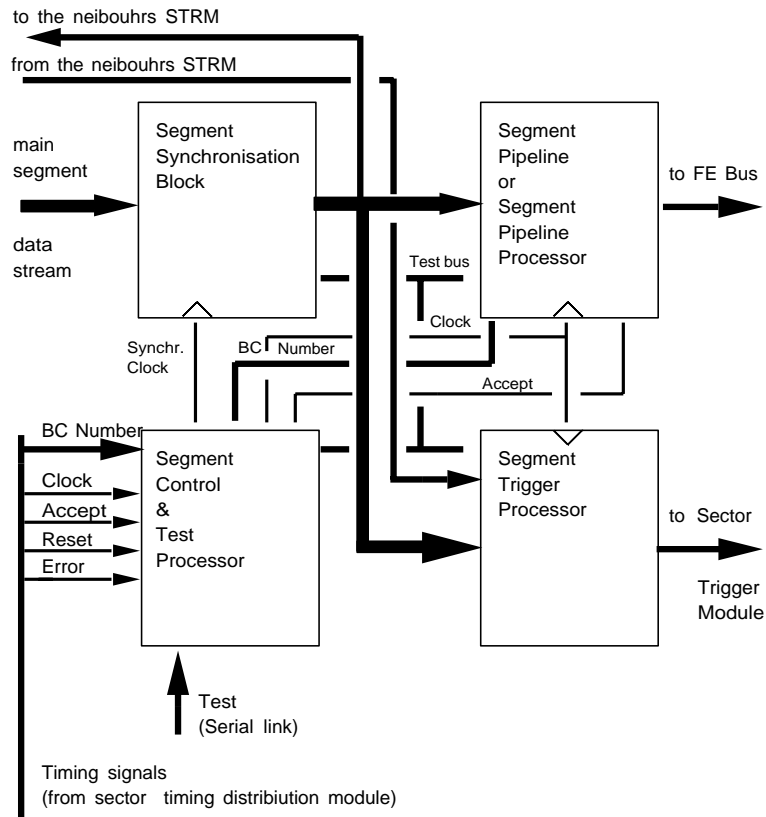 to the neibouhrs STRM
from the neibouhrs STRM
main
segment
data
stream
Segment
Synchronisation
Block
Segment
Pipeline
or
Segment
Pipeline
Processor
to FE Bus
Test bus
Clock
Synchr.
Clock
BC Number
Accept
BC Number
Clock
Accept
Reset
Error
Segment
Control
&
Test
Processor
Segment
Trigger
Processor
to Sector
Trigger
Module
Test
(Serial link)
Timing signals
(from sector timing distribiution module)